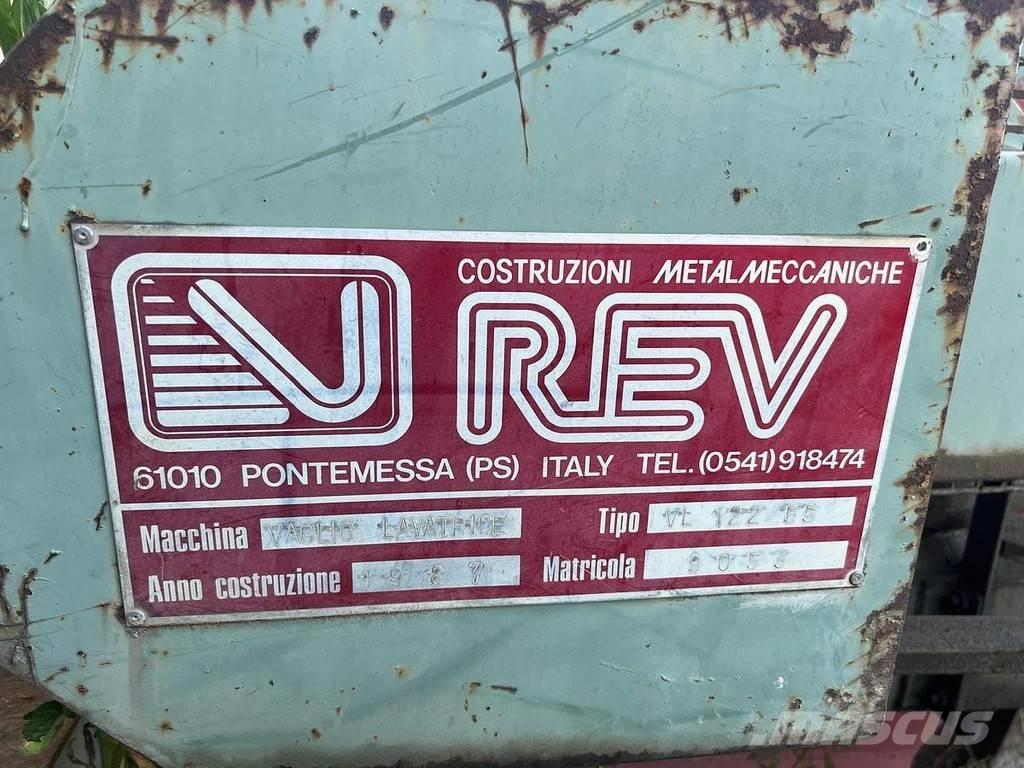 COSTRUZIONI METALMECCANICHE
REV
61010 PONTEMESSA (PS) ITALY TEL. (0541) 918474
Macchina VAGLIO LAVATRICE Tipo VL 122 55
Anno costruzione 1987 Matricola 9053
MASCUS